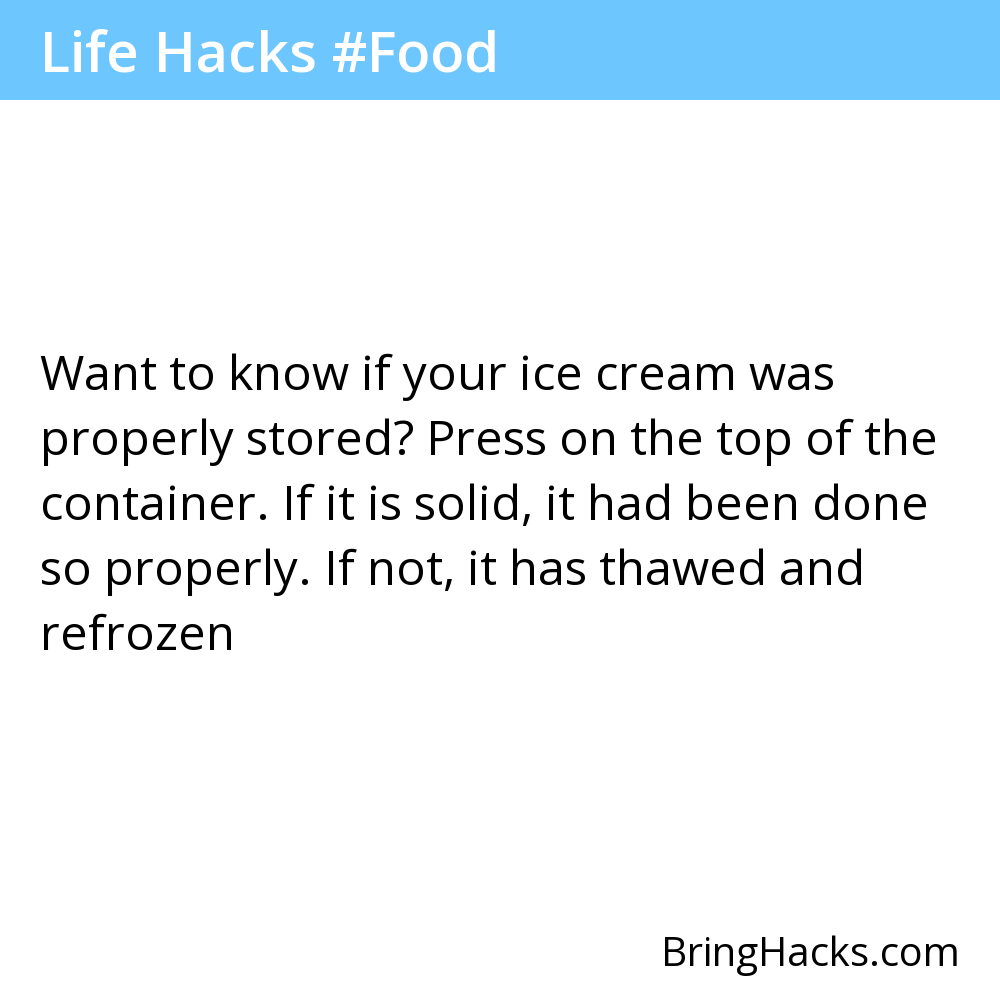 Life Hacks #Food
Want to know if your ice cream was
properly stored? Press on the top of the
container. If it is solid, it had been done
so properly. If not, it has thawed and
refrozen
BringHacks.com